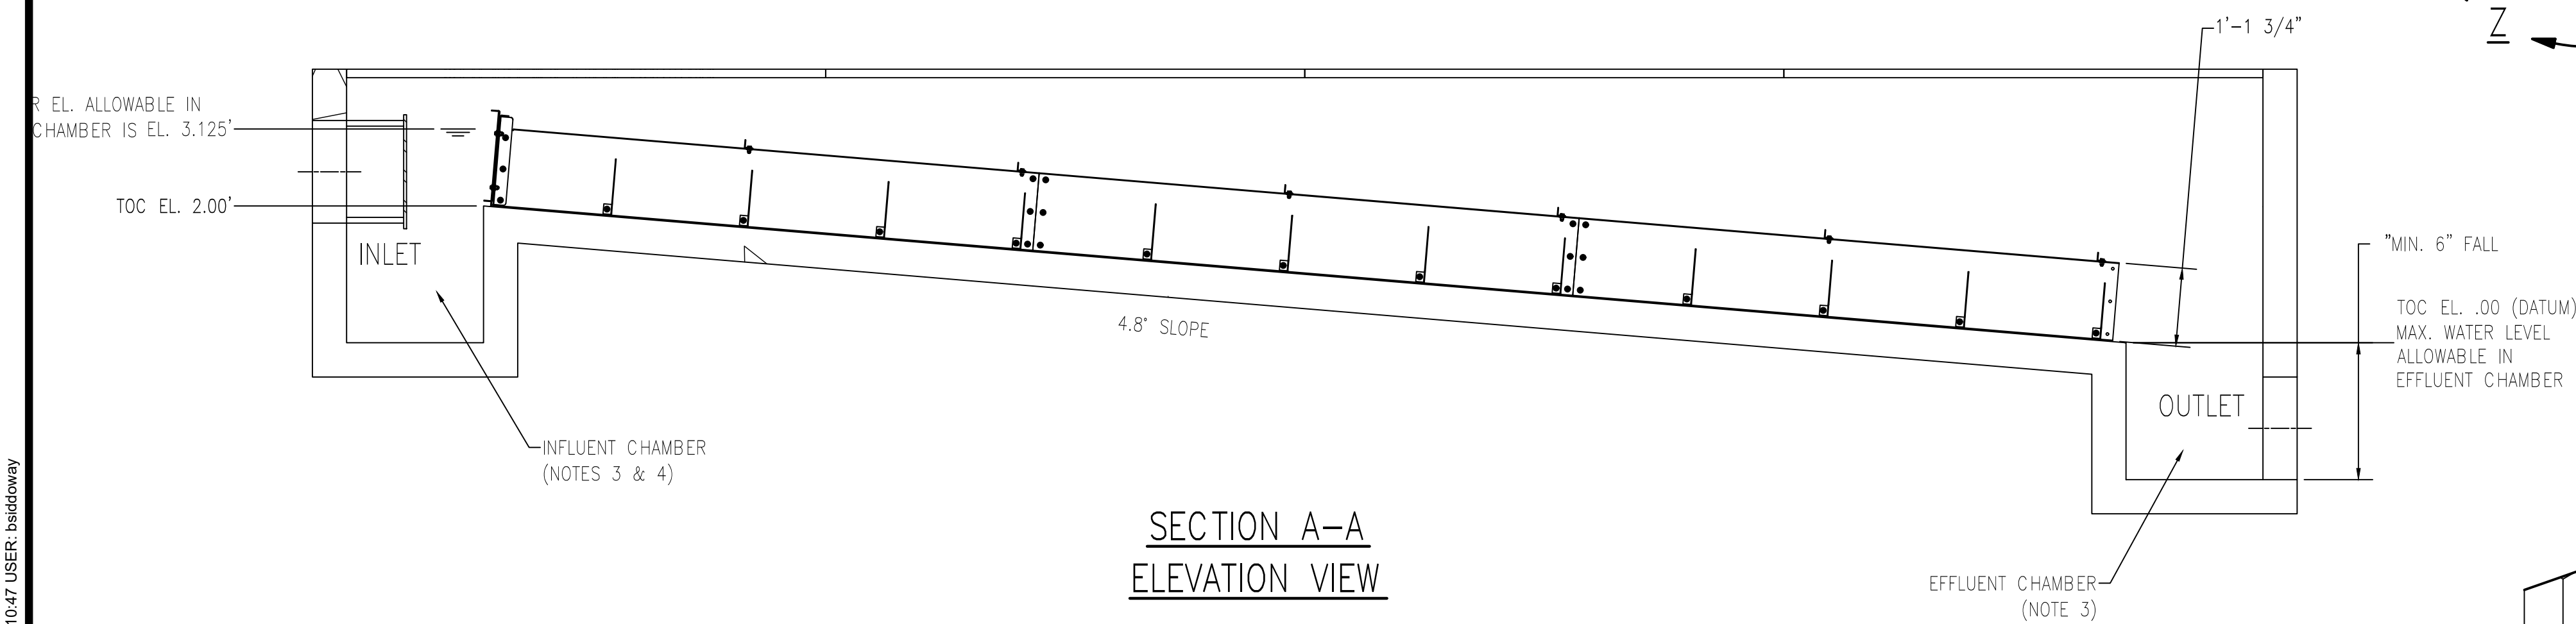 1'-1 3/4"
Z
R EL. ALLOWABLE IN
CHAMBER IS EL. 3.125'
TOC EL. 2.00'
INLET
"MIN. 6" FALL
TOC EL. .00 (DATUM)
MAX. WATER LEVEL
ALLOWABLE IN
EFFLUENT CHAMBER
4.8° SLOPE
OUTLET
INFLUENT CHAMBER
(NOTES 3 & 4)
SECTION A-A
ELEVATION VIEW
EFFLUENT CHAMBER
(NOTE 3)
10:47 USER: bsiddoway